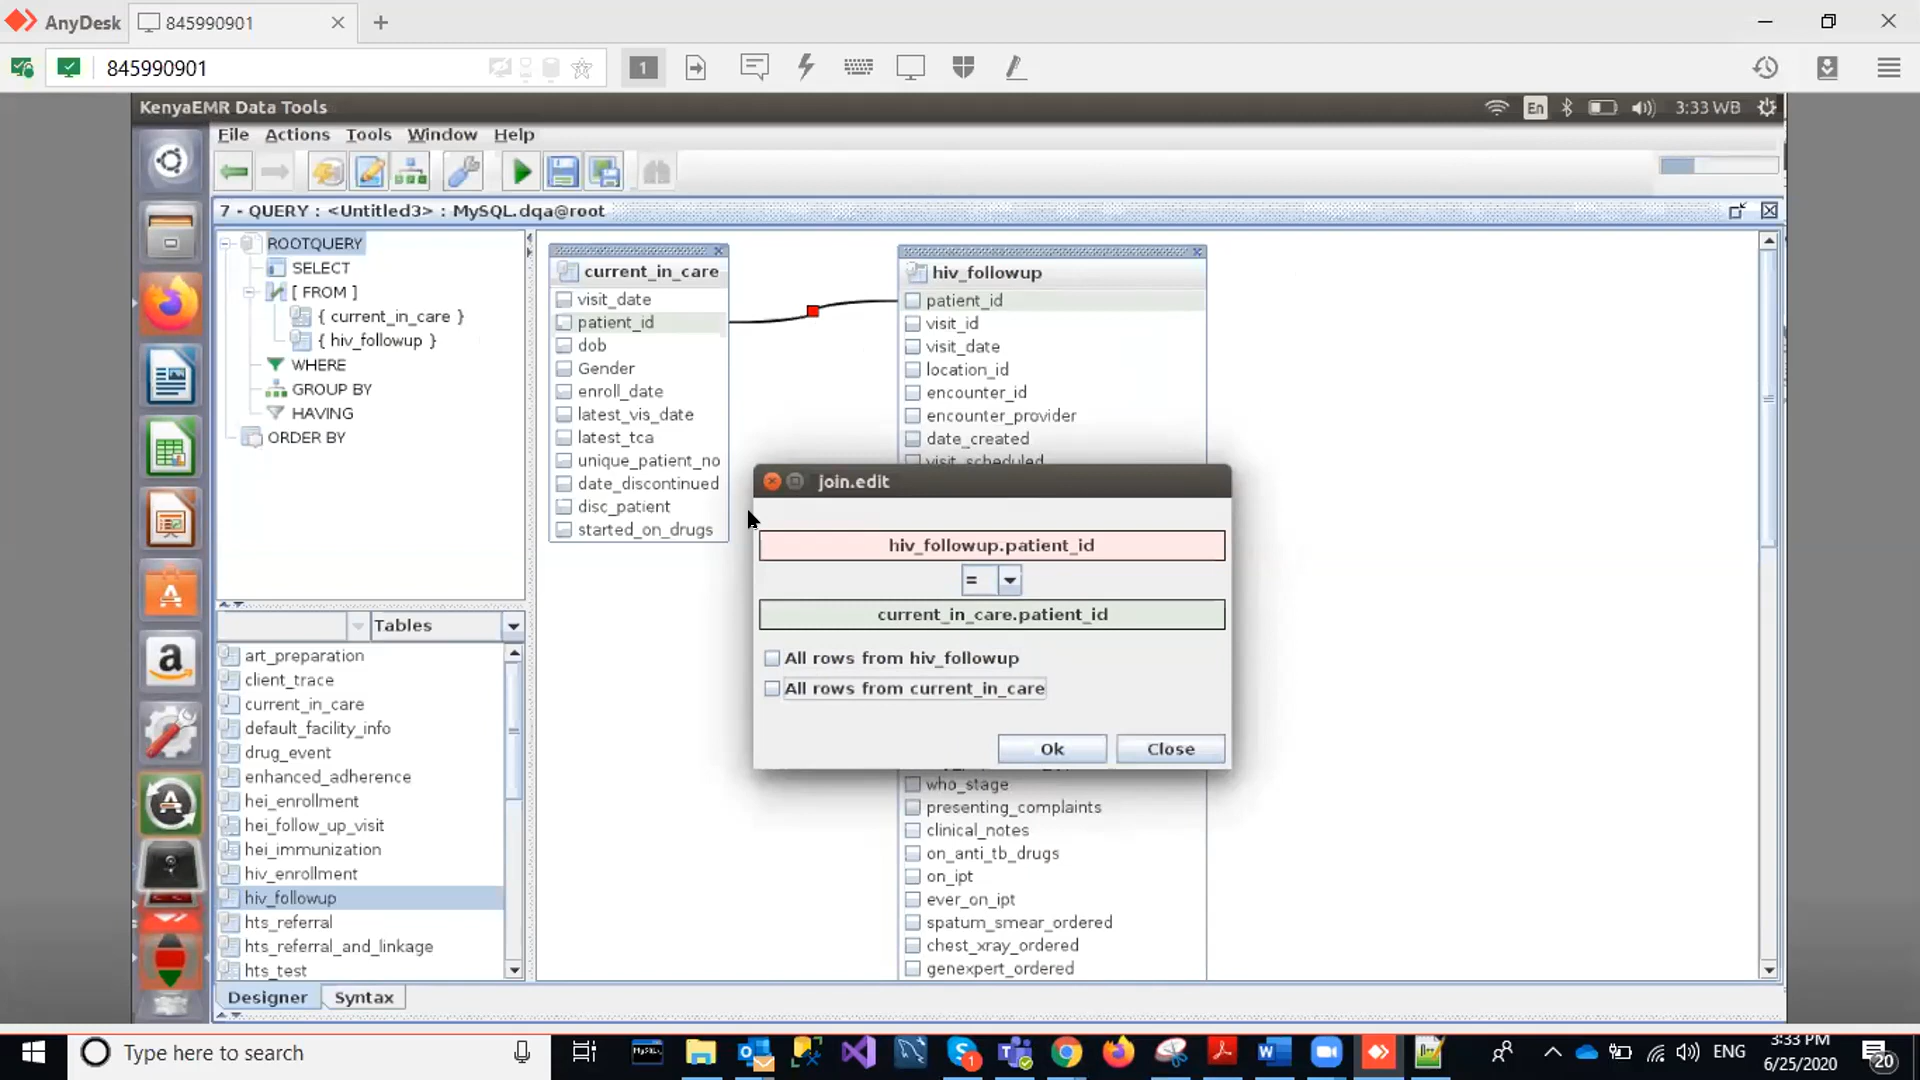 AnyDesk
845990901
845990901
1
KenyaEMR Data Tools
En
3:33 WB
File Actions Tools Window Help
7 - QUERY : <Untitled3> : MySQL.dqa@root
ROOTQUERY
SELECT
[ FROM ]
{ current_in_care }
{ hiv_followup }
WHERE
GROUP BY
HAVING
ORDER BY
Tables
art_preparation
client_trace
current_in_care
default_facility_info
drug_event
enhanced_adherence
hei_enrollment
hei_follow_up_visit
hei_immunization
hiv_enrollment
hiv_followup
hts_referral
hts_referral_and_linkage
hts_test
Designer
Syntax
current_in_care
visit_date
patient_id
dob
Gender
enroll_date
latest_vis_date
latest_tca
unique_patient_no
date_discontinued
disc_patient
started_on_drugs
hiv_followup
patient_id
visit_id
visit_date
location_id
encounter_id
encounter_provider
date_created
visit_scheduled
join.edit
hiv_followup.patient_id
=
current_in_care.patient_id
All rows from hiv_followup
All rows from current_in_care
Ok
Close
who_stage
presenting_complaints
clinical_notes
on_anti_tb_drugs
on_ipt
ever_on_ipt
spatum_smear_ordered
chest_xray_ordered
genexpert_ordered
Type here to search
ENG
3:33 PM
6/25/2020
20